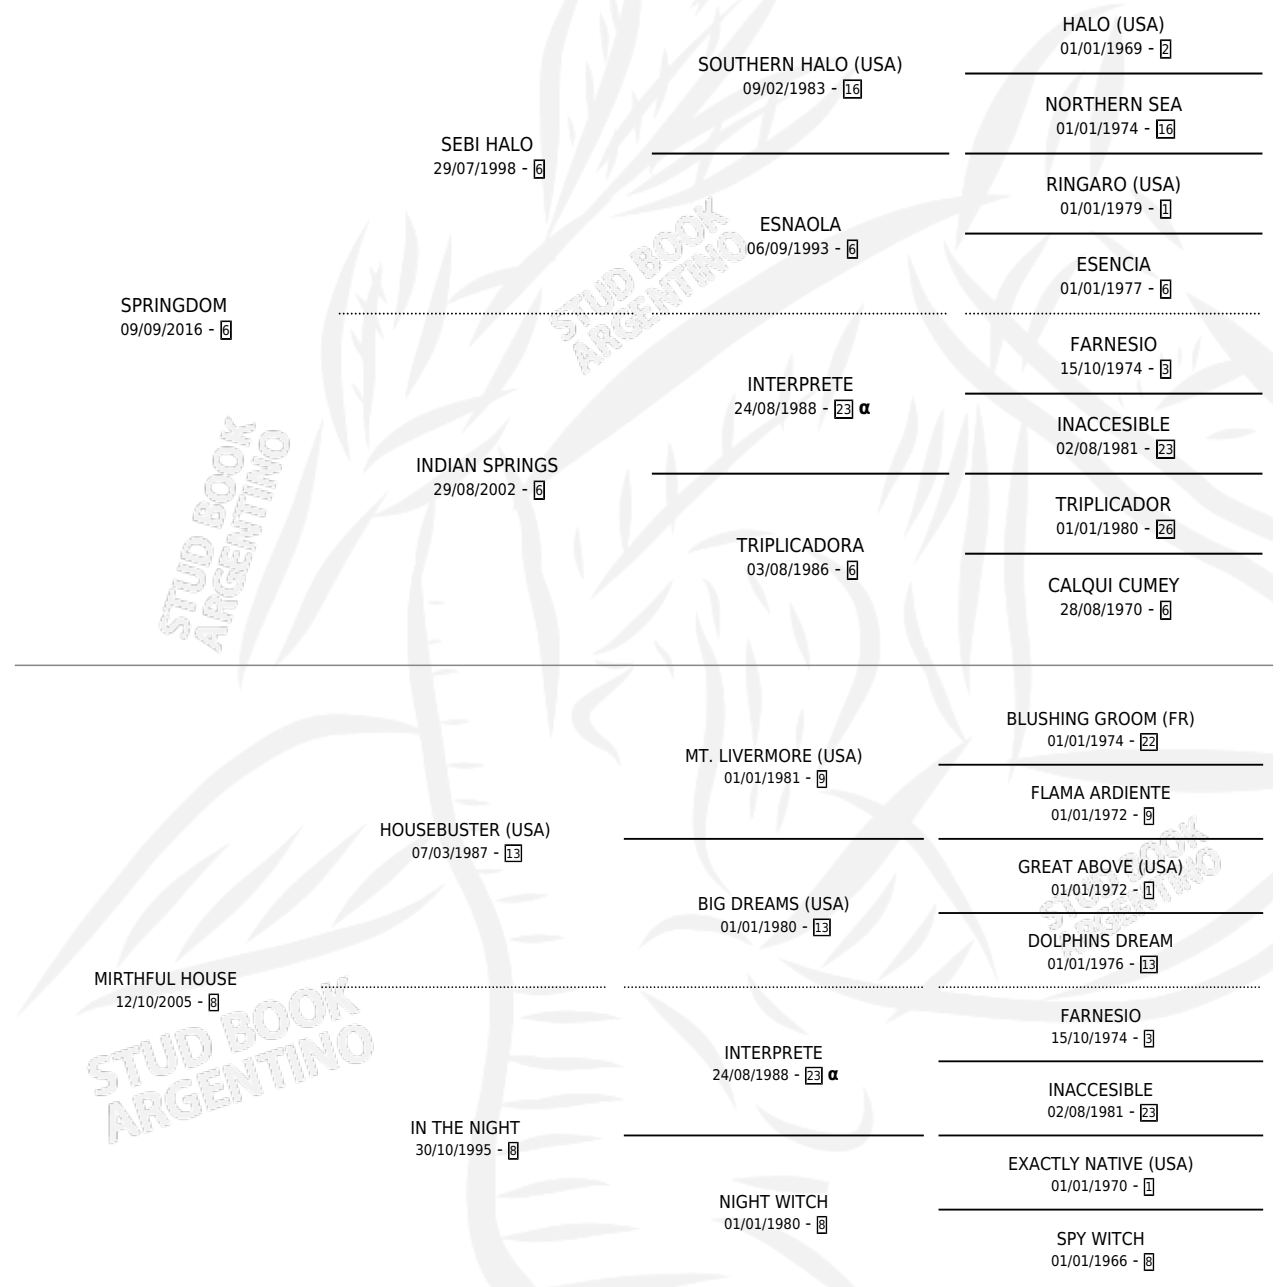 HALO (USA)
01/01/1969 - 2
SOUTHERN HALO (USA)
09/02/1983 - 16
NORTHERN SEA
01/01/1974 - 16
SEBI HALO
29/07/1998 - 6
RINGARO (USA)
01/01/1979 - 1
ESNAOLA
06/09/1993 - 6
ESENCIA
01/01/1977 - 6
SPRINGDOM
09/09/2016 - 6
FARNESIO
15/10/1974 - 3
INTERPRETE
24/08/1988 - 23 α
INACCESIBLE
02/08/1981 - 23
INDIAN SPRINGS
29/08/2002 - 6
TRIPLICADOR
01/01/1980 - 26
TRIPLICADORA
03/08/1986 - 6
CALQUI CUMEY
28/08/1970 - 6
STUD BOOK
ARGENTINO
STUD BOOK
ARGENTINO
BLUSHING GROOM (FR)
01/01/1974 - 22
MT. LIVERMORE (USA)
01/01/1981 - 9
FLAMA ARDIENTE
01/01/1972 - 9
HOUSEBUSTER (USA)
07/03/1987 - 13
GREAT ABOVE (USA)
01/01/1972 - 1
BIG DREAMS (USA)
01/01/1980 - 13
DOLPHINS DREAM
01/01/1976 - 13
MIRTHFUL HOUSE
12/10/2005 - 8
FARNESIO
15/10/1974 - 3
INTERPRETE
24/08/1988 - 23 α
INACCESIBLE
02/08/1981 - 23
IN THE NIGHT
30/10/1995 - 8
EXACTLY NATIVE (USA)
01/01/1970 - 1
NIGHT WITCH
01/01/1980 - 8
SPY WITCH
01/01/1966 - 8
STUD BOOK
ARGENTINO
STUD BOOK
ARGENTINO